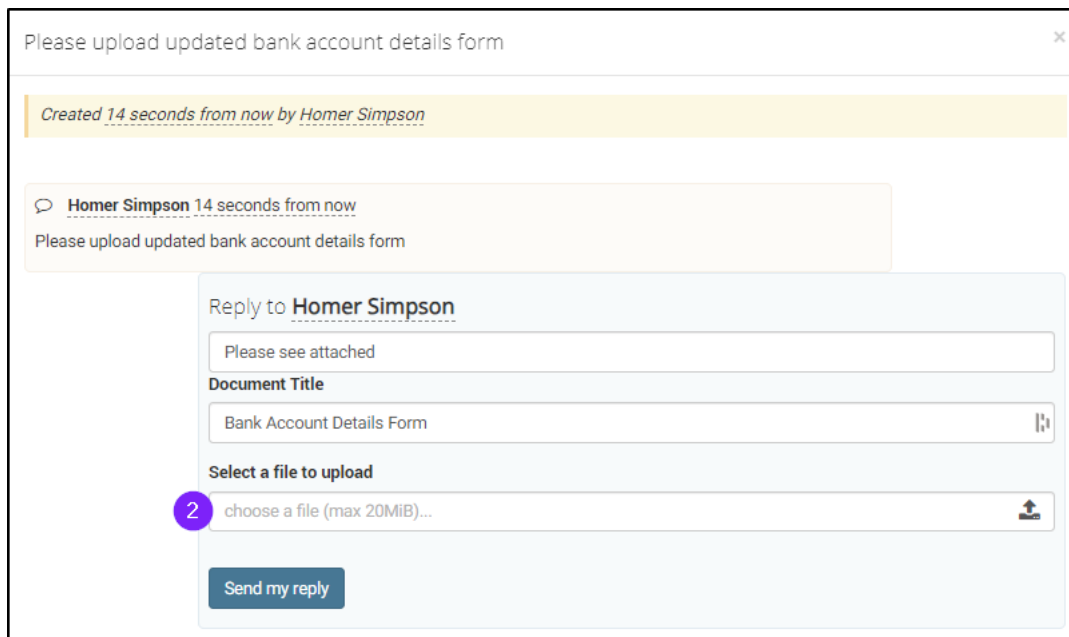 Please upload updated bank account details form
×
Created 14 seconds from now by Homer Simpson
Homer Simpson 14 seconds from now
Please upload updated bank account details form
Reply to Homer Simpson
Please see attached
Document Title
Bank Account Details Form
Select a file to upload
2 choose a file (max 20MiB)...
Send my reply